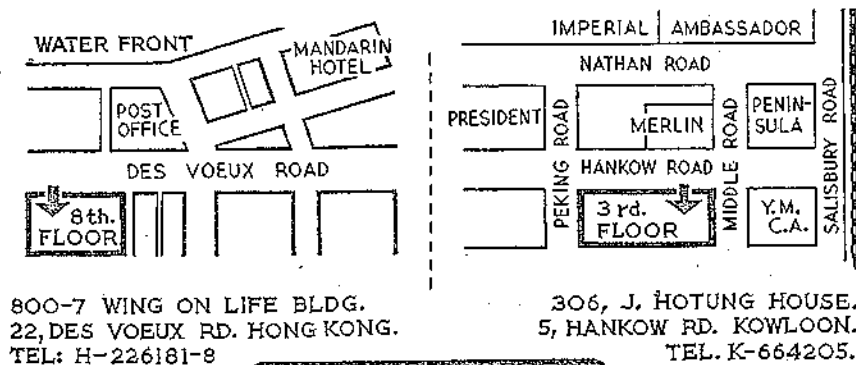 WATER FRONT
MANDARIN
HOTEL
POST
OFFICE
DES VOEUX ROAD
8th.
FLOOR
800-7 WING ON LIFE BLDG.
22, DES VOEUX RD. HONG KONG.
TEL: H-226181-8
IMPERIAL AMBASSADOR
NATHAN ROAD
PRESIDENT
PEKING ROAD
MERLIN
MIDDLE ROAD
PENIN-
SULA
SALISBURY ROAD
HANKOW ROAD
3rd.
FLOOR
Y.M.
C.A.
306, J. HOTUNG HOUSE.
5, HANKOW RD. KOWLOON.
TEL. K-664205.